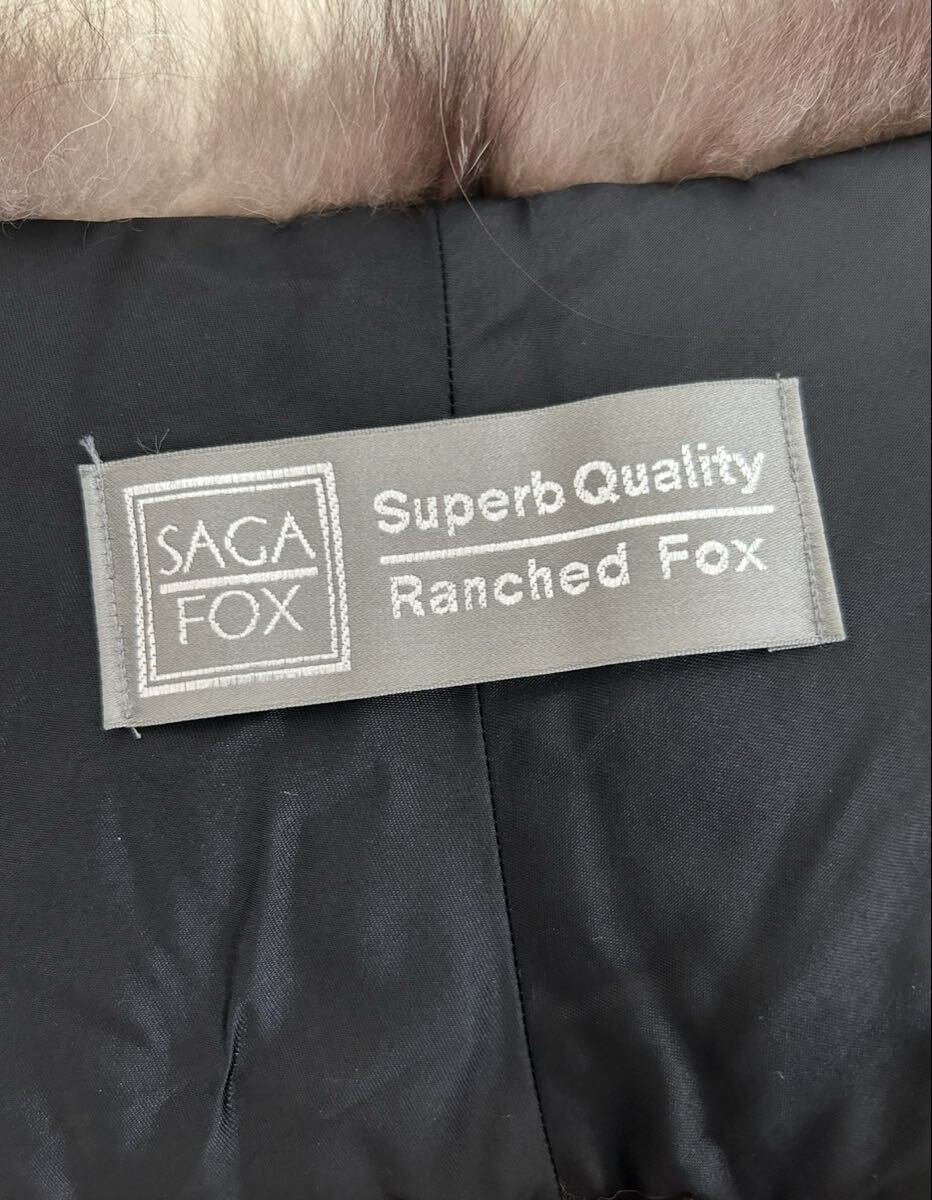 SAGA
FOX
Superb Quality
Ranched Fox